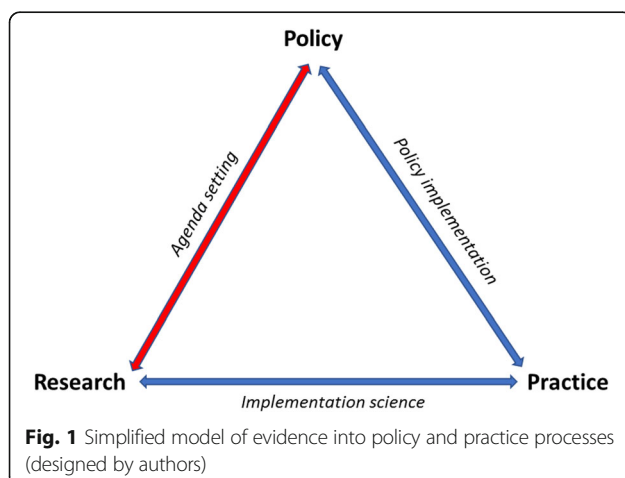 Policy
Agenda setting
Policy implementation
Research
Practice
Implementation science
Fig. 1 Simplified model of evidence into policy and practice processes
(designed by authors)